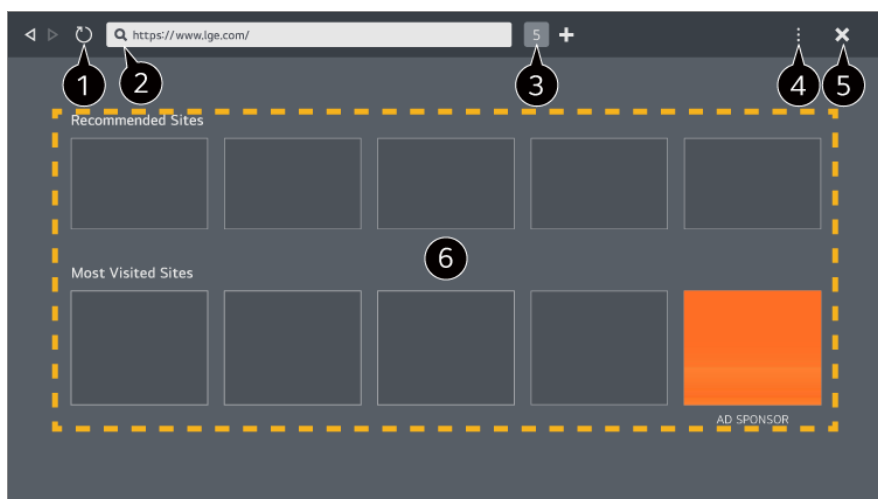 https://www.lge.com/ 5
1 2 3 4 5
Recommended Sites
6
Most Visited Sites
AD SPONSOR